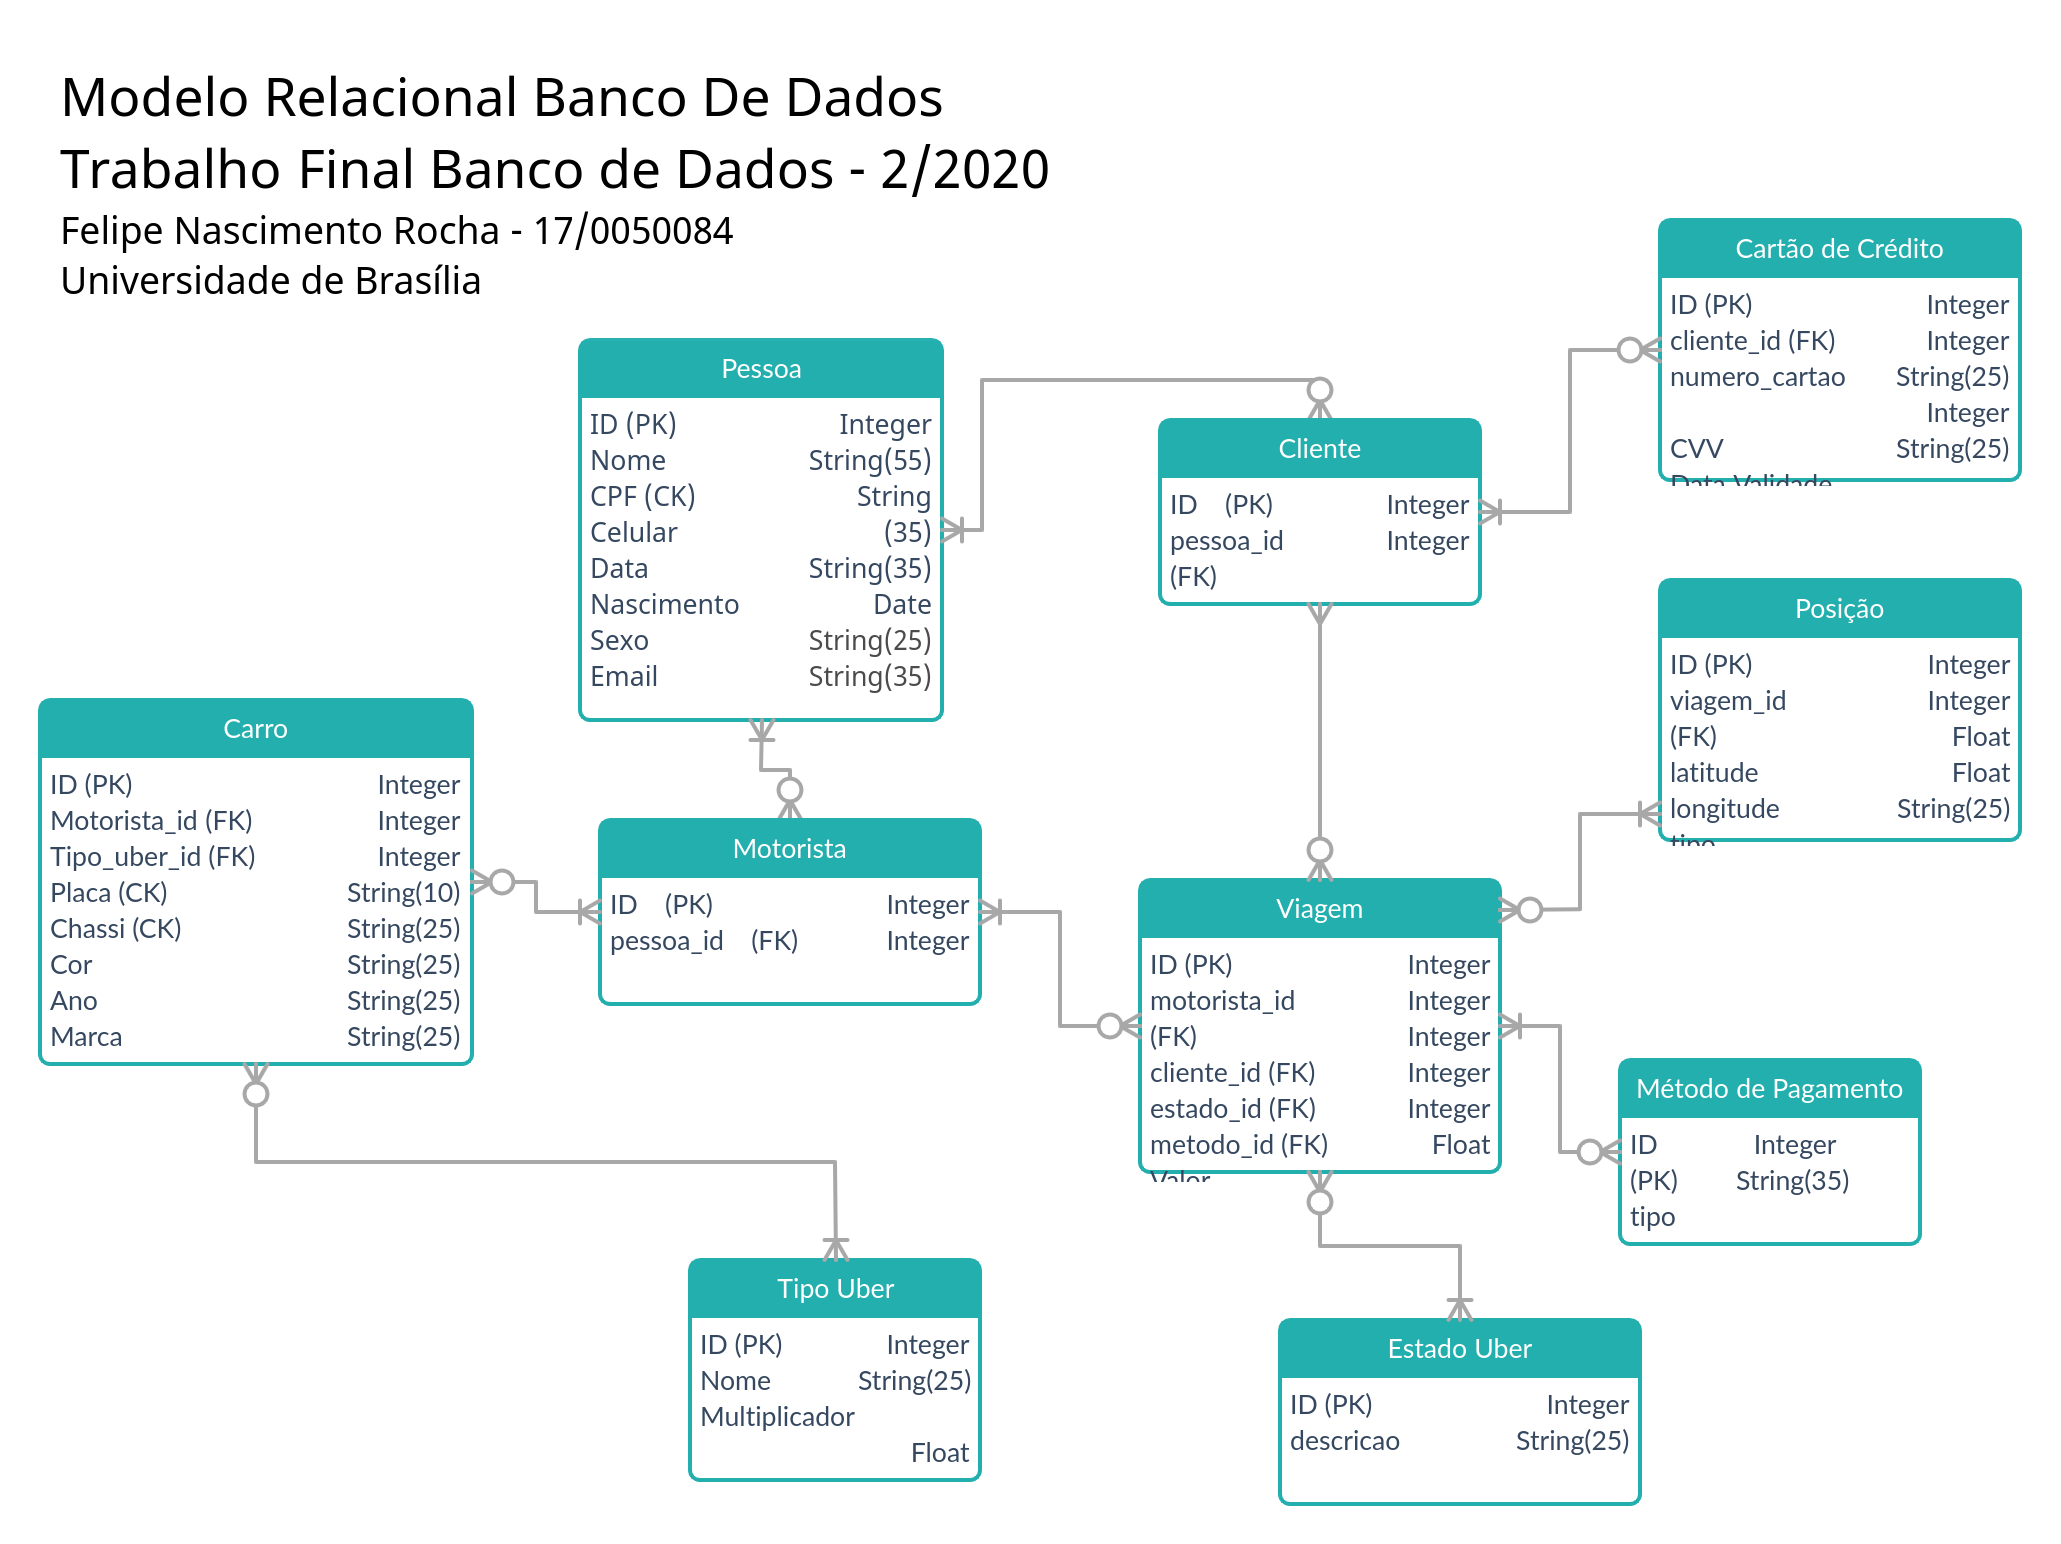 Modelo Relacional Banco De Dados
Trabalho Final Banco de Dados - 2/2020
Felipe Nascimento Rocha - 17/0050084
Universidade de Brasília
Cartão de Crédito
ID (PK) Integer
cliente_id (FK) Integer
numero_cartao String(25)
Integer
CVV String(25)
Data Validade
Pessoa
ID (PK) Integer
Nome String(55)
CPF (CK) String
Celular (35)
Data String(35)
Nascimento Date
Sexo String(25)
Email String(35)
Cliente
ID (PK) Integer
pessoa_id Integer
(FK)
Posição
ID (PK) Integer
viagem_id Integer
(FK) Float
latitude Float
longitude String(25)
tipo
Carro
ID (PK) Integer
Motorista_id (FK) Integer
Tipo_uber_id (FK) Integer
Placa (CK) String(10)
Chassi (CK) String(25)
Cor String(25)
Ano String(25)
Marca String(25)
Motorista
ID (PK) Integer
pessoa_id (FK) Integer
Viagem
ID (PK) Integer
motorista_id Integer
(FK) Integer
cliente_id (FK) Integer
estado_id (FK) Integer
metodo_id (FK) Float
Valor
Método de Pagamento
ID Integer
(PK) String(35)
tipo
Tipo Uber
ID (PK) Integer
Nome String(25)
Multiplicador
Float
Estado Uber
ID (PK) Integer
descricao String(25)